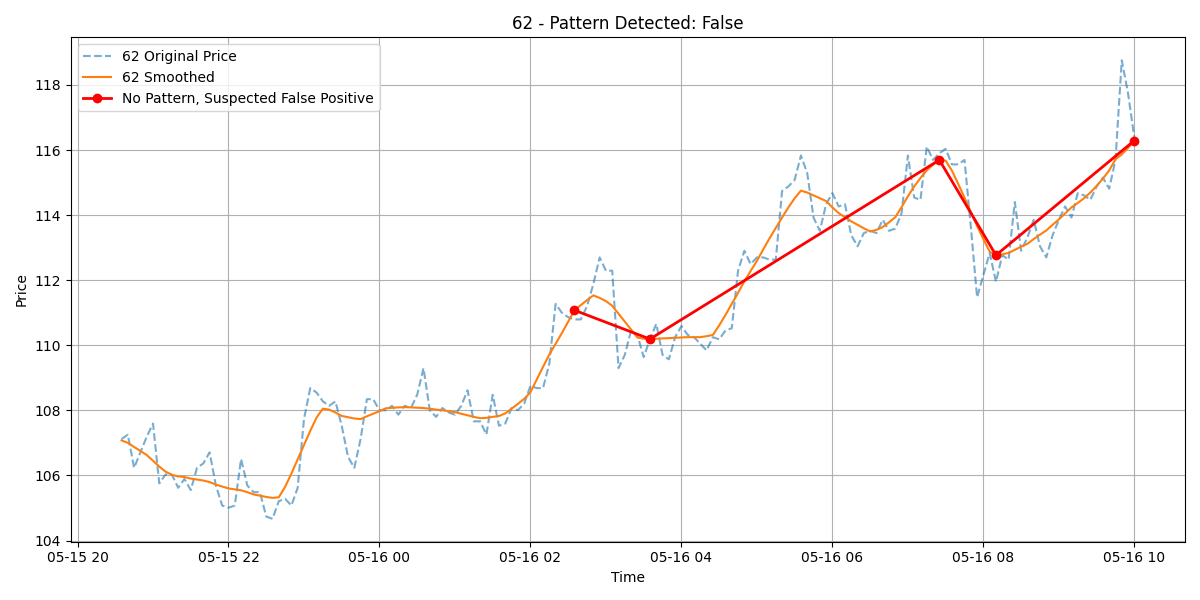 62 - Pattern Detected: False
62 Original Price
62 Smoothed
No Pattern, Suspected False Positive
Price
118
116
114
112
110
108
106
104
05-15 20 05-15 22 05-16 00 05-16 02 05-16 04 05-16 06 05-16 08 05-16 10
Time